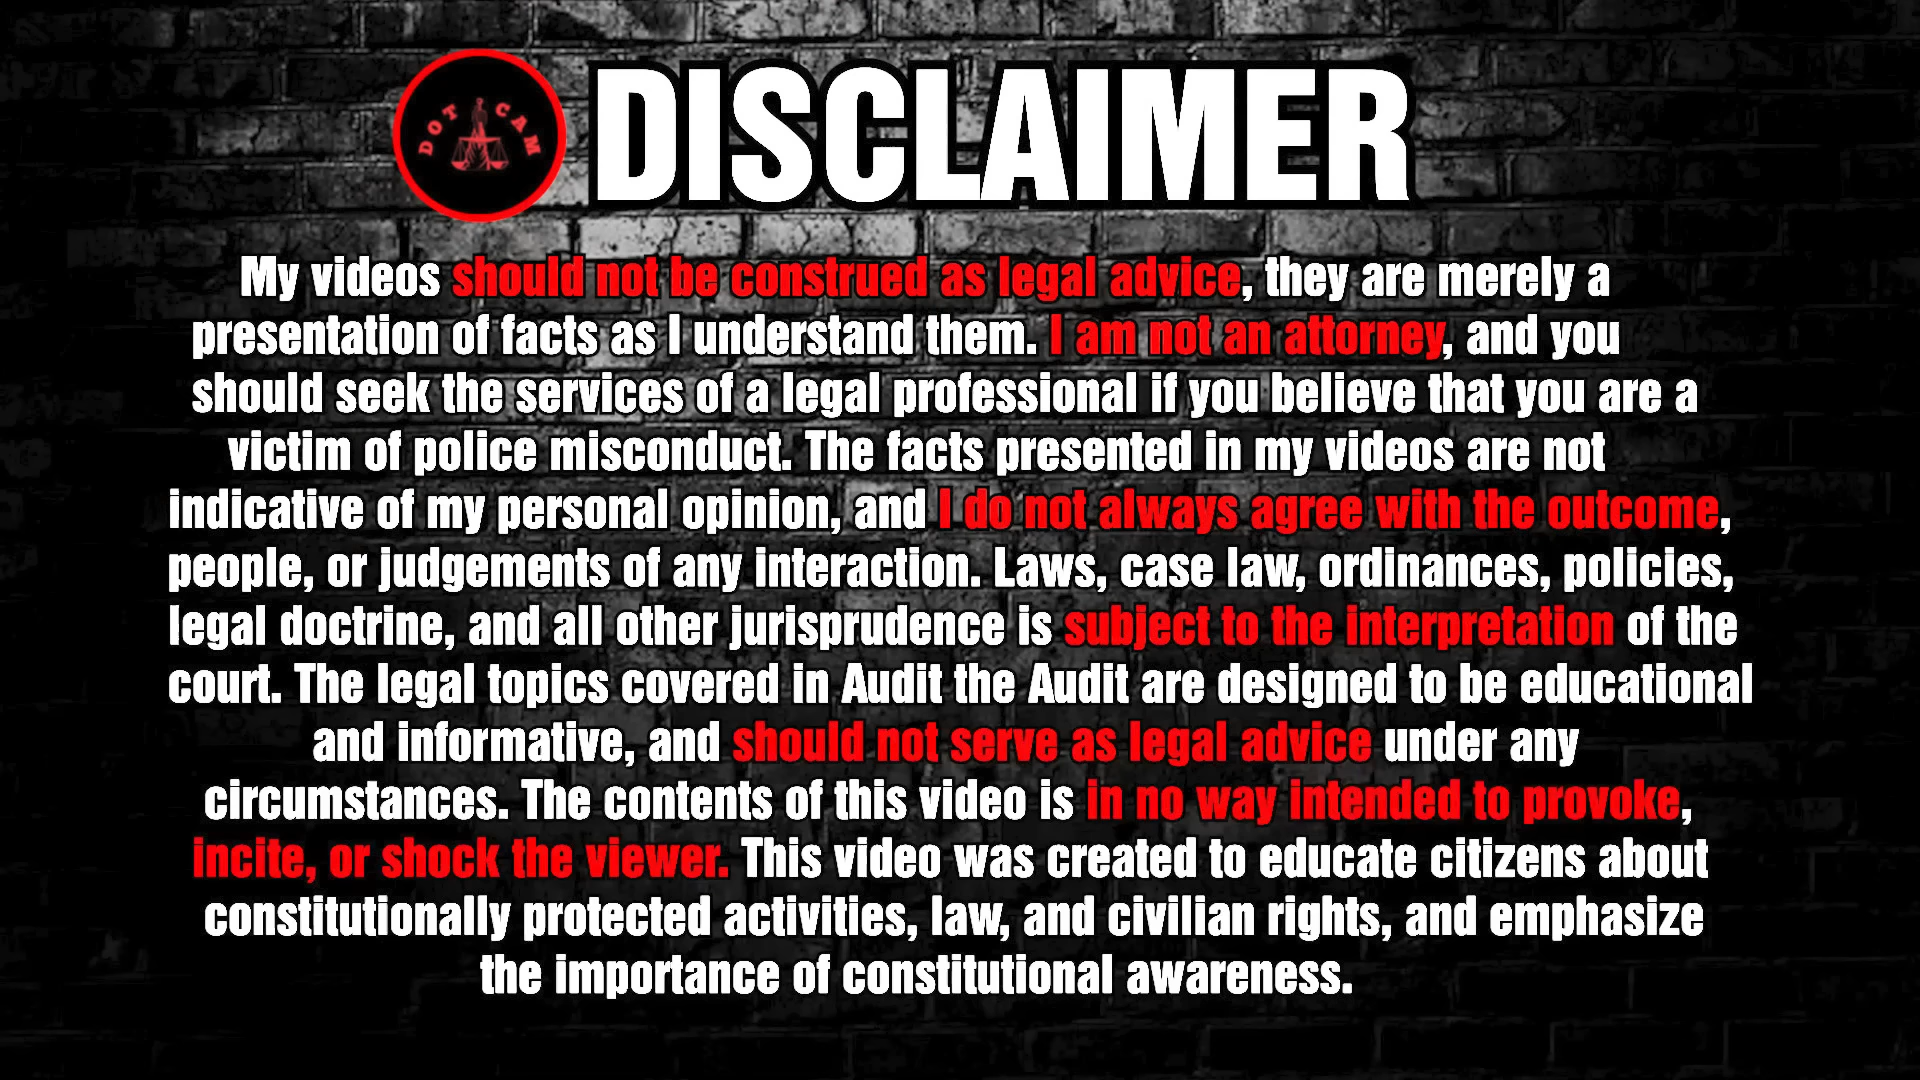 DOT CAM
DISCLAIMER
My videos should not be construed as legal advice, they are merely a
presentation of facts as I understand them. I am not an attorney, and you
should seek the services of a legal professional if you believe that you are a
victim of police misconduct. The facts presented in my videos are not
indicative of my personal opinion, and I do not always agree with the outcome,
people, or judgements of any interaction. Laws, case law, ordinances, policies,
legal doctrine, and all other jurisprudence is subject to the interpretation of the
court. The legal topics covered in Audit the Audit are designed to be educational
and informative, and should not serve as legal advice under any
circumstances. The contents of this video is in no way intended to provoke,
incite, or shock the viewer. This video was created to educate citizens about
constitutionally protected activities, law, and civilian rights, and emphasize
the importance of constitutional awareness.